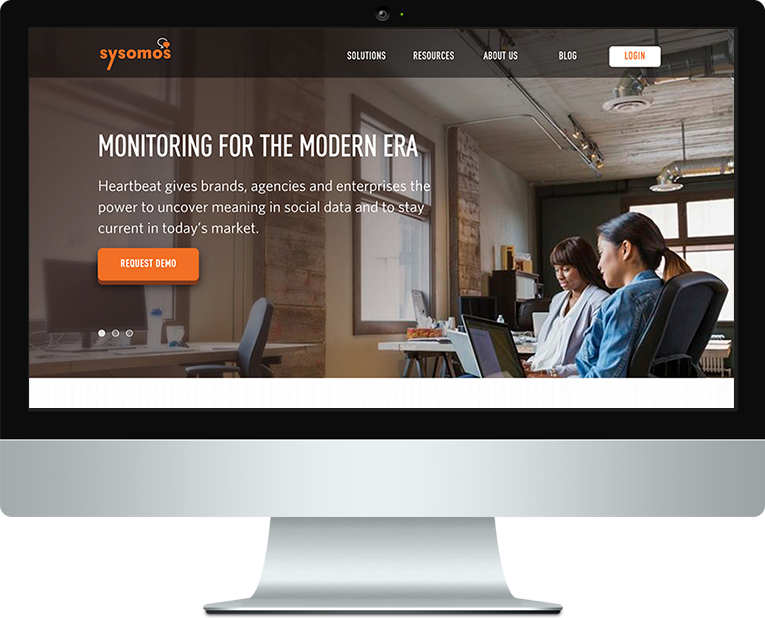 sysomos
SOLUTIONS
RESOURCES
ABOUT US
BLOG
LOGIN
MONITORING FOR THE MODERN ERA
Heartbeat gives brands, agencies and enterprises the
power to uncover meaning in social data and to stay
current in today’s market.
REQUEST DEMO